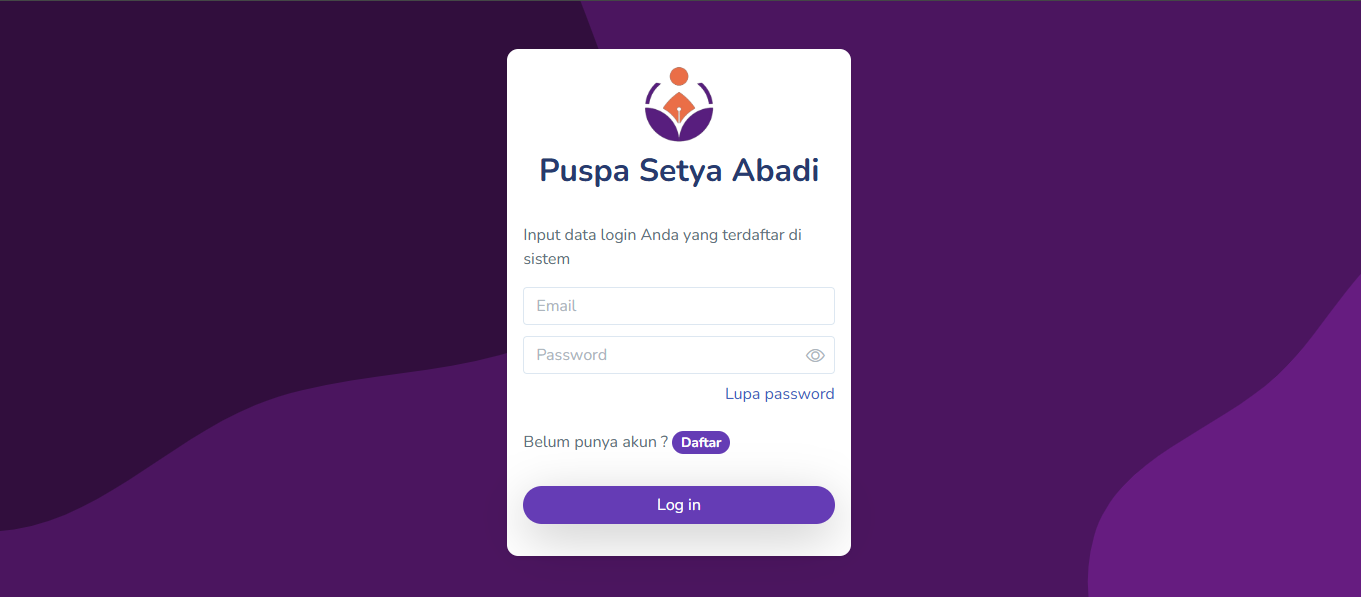 Puspa Setya Abadi
Input data login Anda yang terdaftar di
sistem
Email
Password
Lupa password
Belum punya akun ? Daftar
Log in